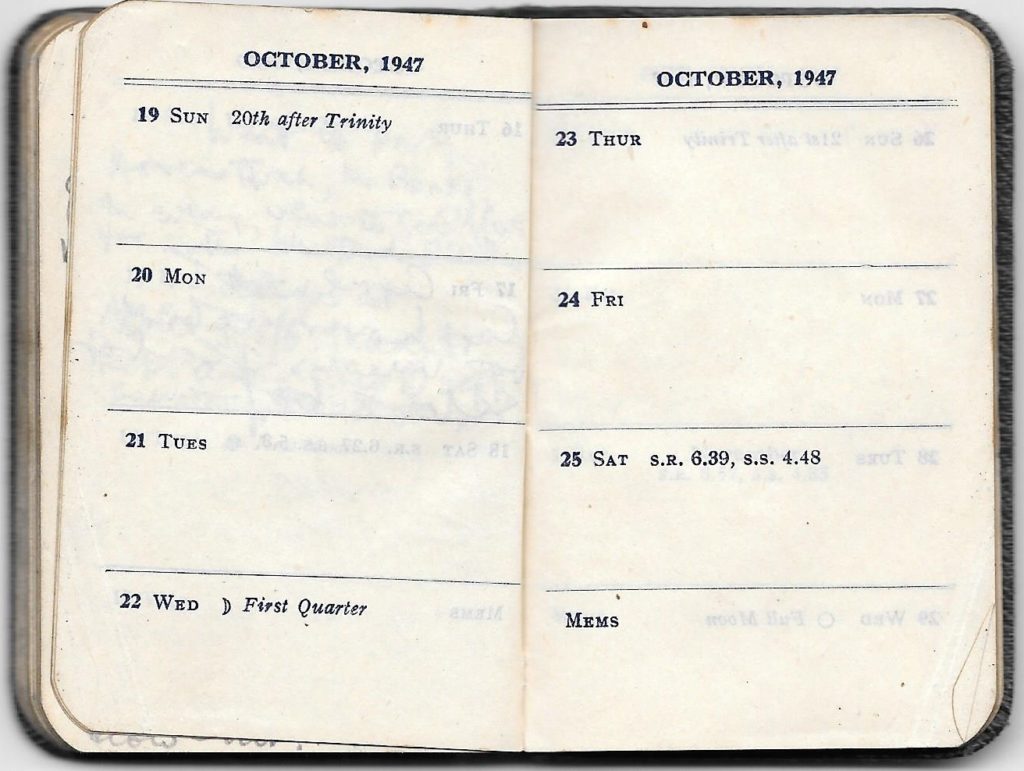 OCTOBER, 1947
19 SUN 20th after Trinity
20 MON
21 TUES
22 WED ☽ First Quarter
OCTOBER, 1947
23 THUR
24 FRI
25 SAT S.R. 6.39, S.S. 4.48
MEMS